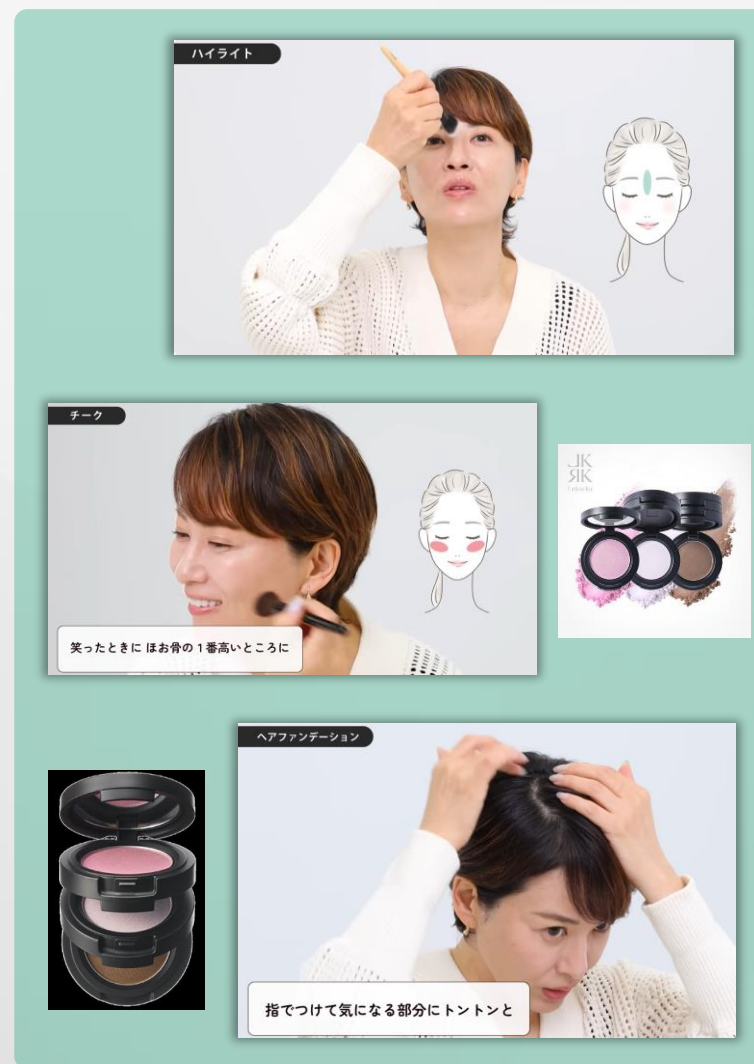 ハイライト
チーク
笑ったときに ほお骨の1番高いところに
JK
JK
ヘアファンデーション
指でつけて気になる部分にトントンと